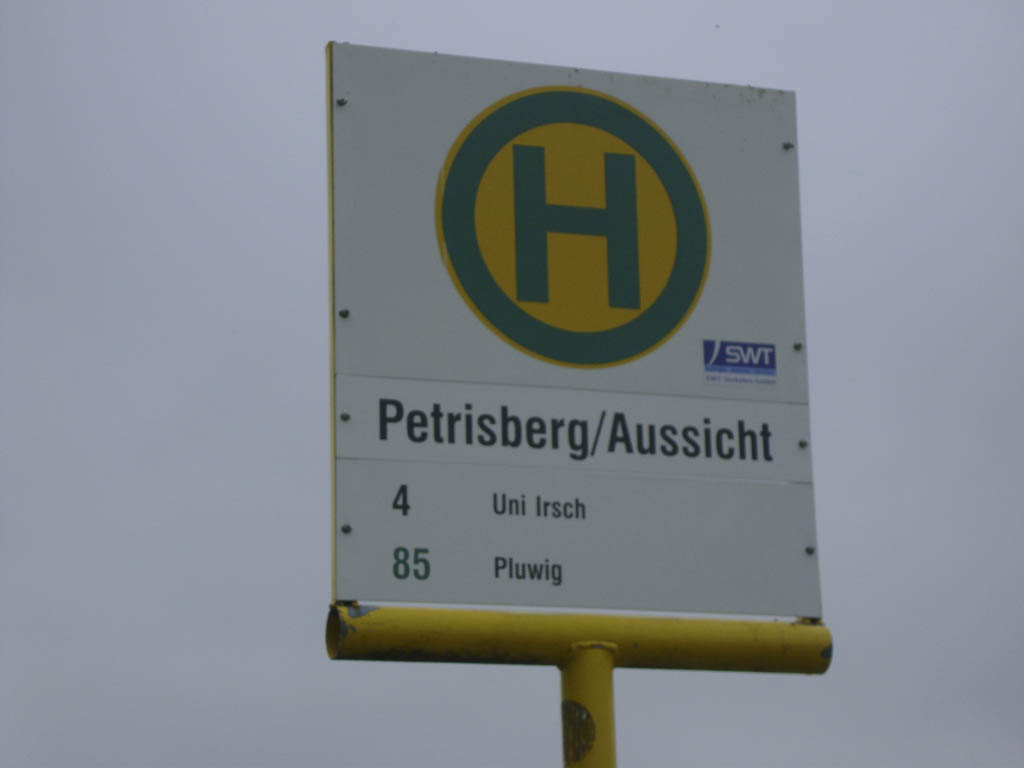 H
SWT
Petrisberg/Aussicht
4 Uni Irsch
85 Pluwig